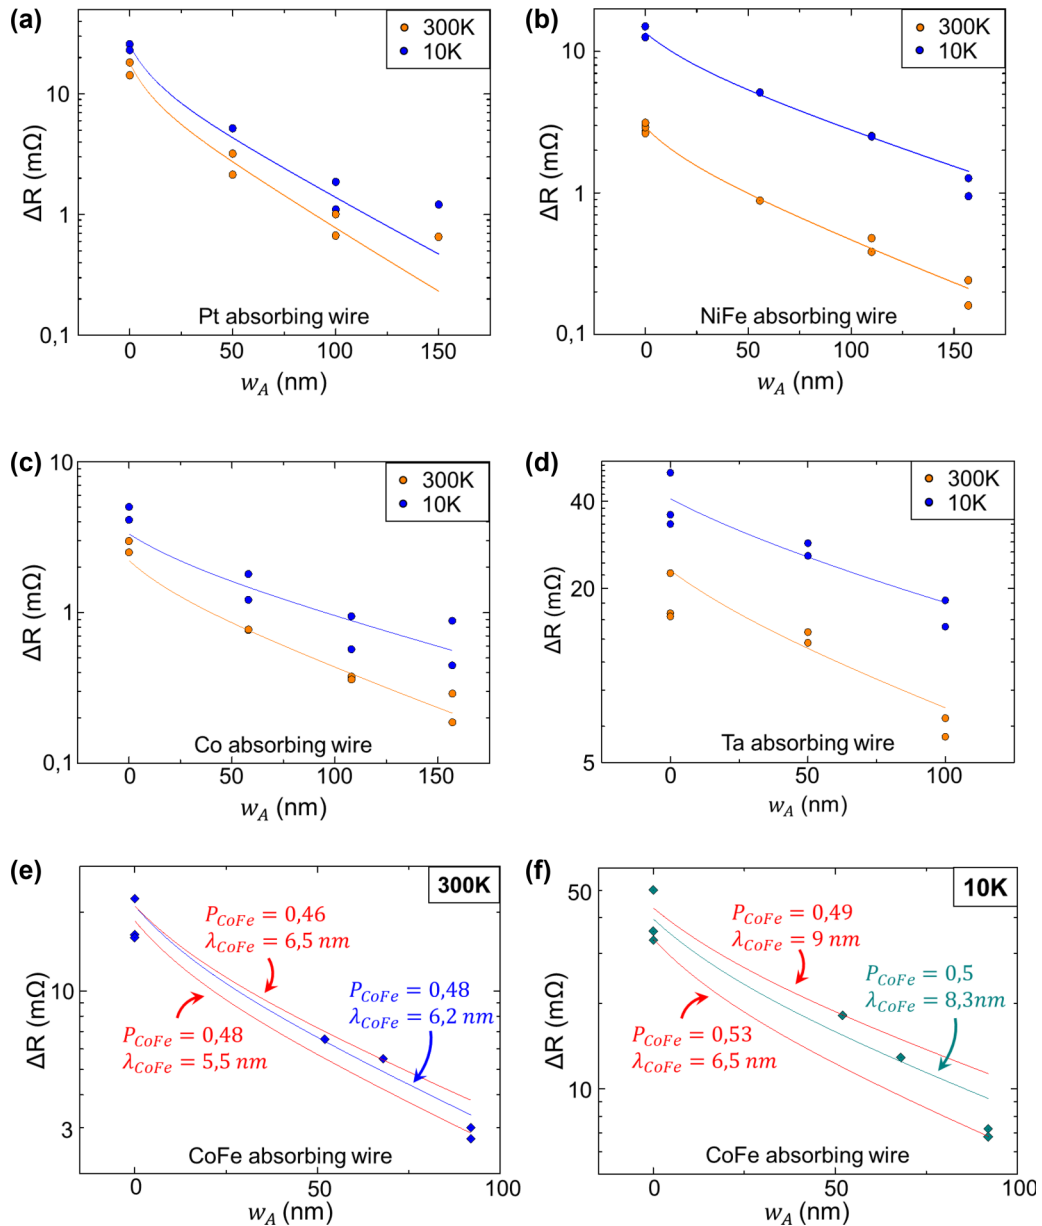 (a)
300K
10K
10
1
0,1
ΔR (mΩ)
Pt absorbing wire
0
50
100
150
w_A (nm)
(b)
300K
10K
10
1
0,1
ΔR (mΩ)
NiFe absorbing wire
0
50
100
150
w_A (nm)
(c)
300K
10K
10
1
0,1
ΔR (mΩ)
Co absorbing wire
0
50
100
150
w_A (nm)
(d)
300K
10K
40
20
5
ΔR (mΩ)
Ta absorbing wire
0
50
100
w_A (nm)
(e)
300K
P_CoFe = 0,46
λ_CoFe = 6,5 nm
P_CoFe = 0,48
λ_CoFe = 6,2 nm
P_CoFe = 0,48
λ_CoFe = 5,5 nm
10
3
ΔR (mΩ)
CoFe absorbing wire
0
50
100
w_A (nm)
(f)
10K
P_CoFe = 0,49
λ_CoFe = 9 nm
P_CoFe = 0,5
λ_CoFe = 8,3nm
P_CoFe = 0,53
λ_CoFe = 6,5 nm
50
10
ΔR (mΩ)
CoFe absorbing wire
0
50
100
w_A (nm)